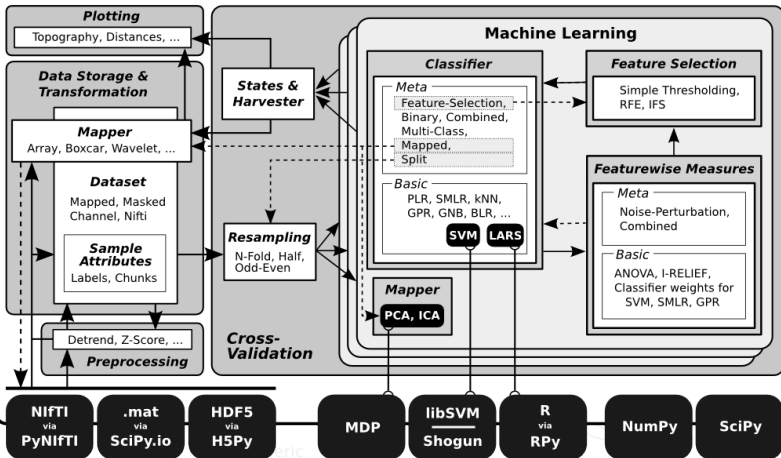 Plotting
Topography, Distances, ...
Data Storage &
Transformation
Mapper
Array, Boxcar, Wavelet, ...
Dataset
Mapped, Masked
Channel, Nifti
Sample
Attributes
Labels, Chunks
Detrend, Z-Score, ...
Preprocessing
States &
Harvester
Resampling
N-Fold, Half,
Odd-Even
Cross-
Validation
Machine Learning
Classifier
Meta
Feature-Selection,
Binary, Combined,
Multi-Class,
Mapped,
Split
Basic
PLR, SMLR, kNN,
GPR, GNB, BLR, ...
SVM
LARS
Mapper
PCA, ICA
Feature Selection
Simple Thresholding,
RFE, IFS
Featurewise Measures
Meta
Noise-Perturbation,
Combined
Basic
ANOVA, I-RELIEF,
Classifier weights for
SVM, SMLR, GPR
NIfTI
via
PyNIfTI
.mat
via
SciPy.io
HDF5
via
H5Py
MDP
libSVM
Shogun
R
via
RPy
NumPy
SciPy